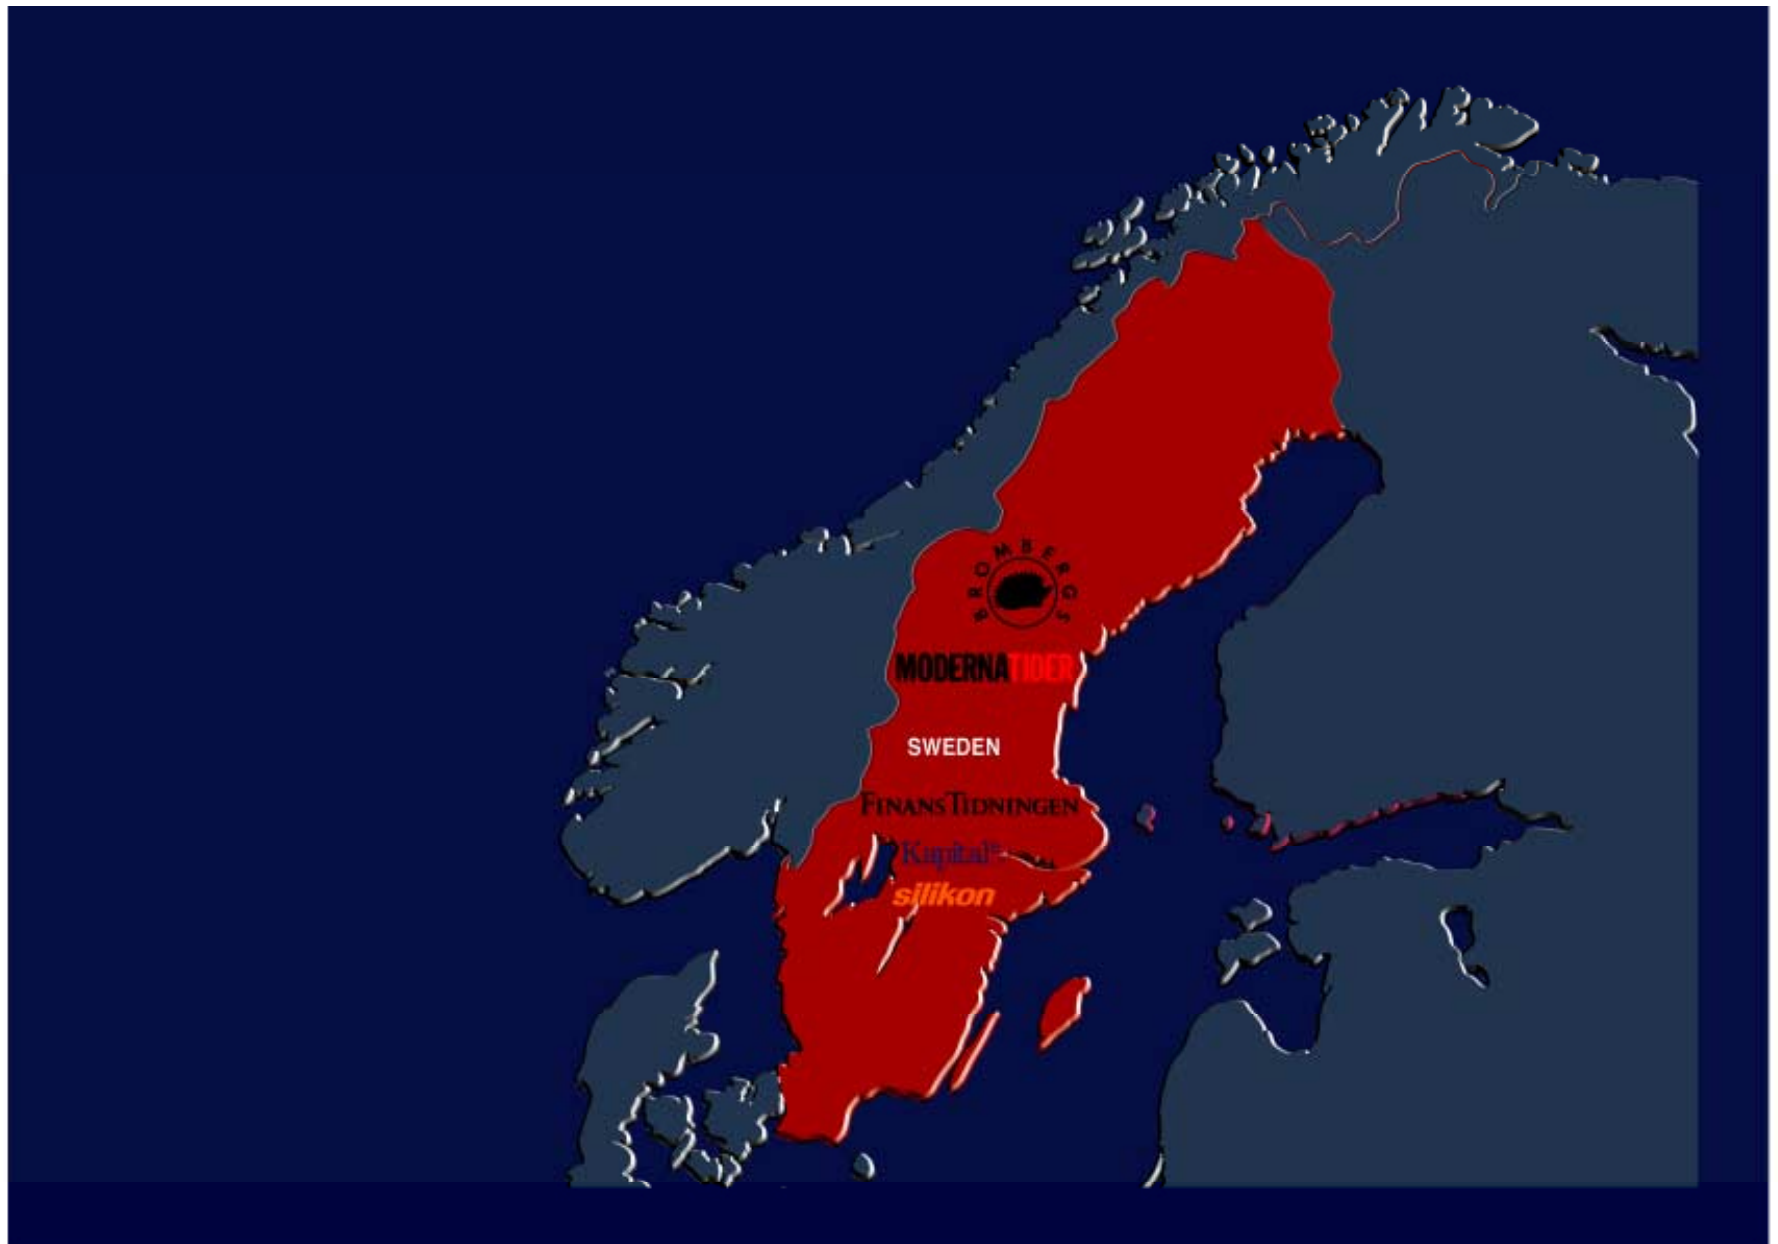 BROMBERGS
MODERNATIDER
SWEDEN
FINANSTIDNINGEN
Kapital
silikon